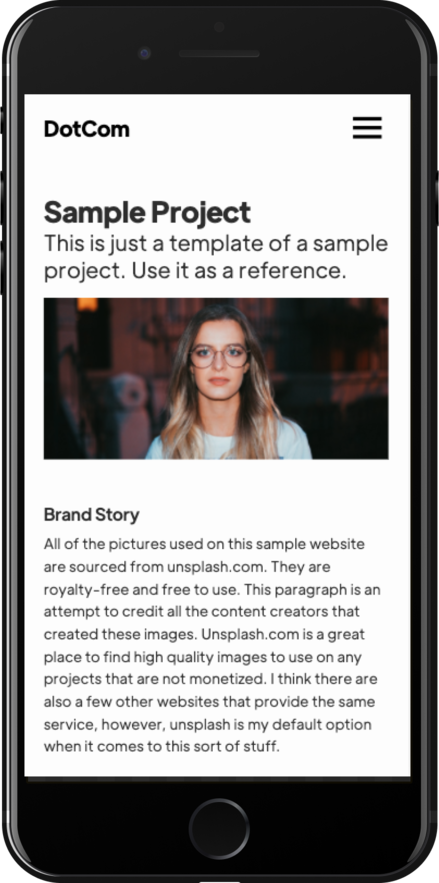 DotCom
Sample Project
This is just a template of a sample
project. Use it as a reference.
Brand Story
All of the pictures used on this sample website
are sourced from unsplash.com. They are
royalty-free and free to use. This paragraph is an
attempt to credit all the content creators that
created these images. Unsplash.com is a great
place to find high quality images to use on any
projects that are not monetized. I think there are
also a few other websites that provide the same
service, however, unsplash is my default option
when it comes to this sort of stuff.